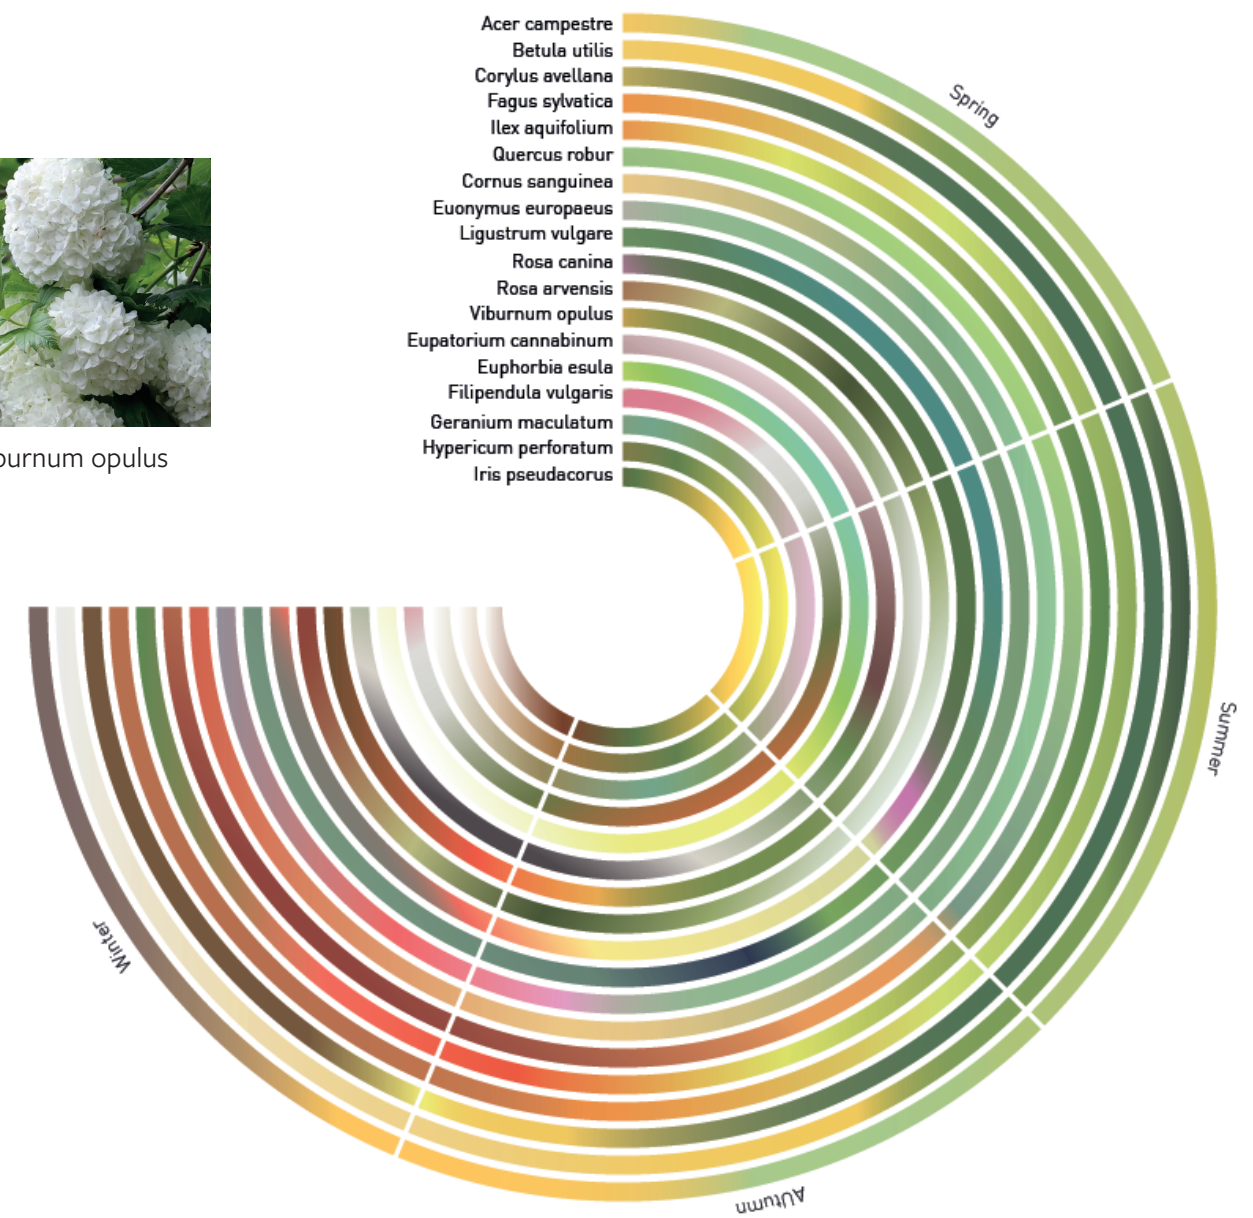 Acer campestre
Betula utilis
Corylus avellana
Fagus sylvatica
Ilex aquifolium
Quercus robur
Cornus sanguinea
Euonymus europaeus
Ligustrum vulgare
Rosa canina
Rosa arvensis
Viburnum opulus
Eupatorium cannabinum
Euphorbia esula
Filipendula vulgaris
Geranium maculatum
Hypericum perforatum
Iris pseudacorus
Spring
Summer
AUtumn
Winter
burnum opulus